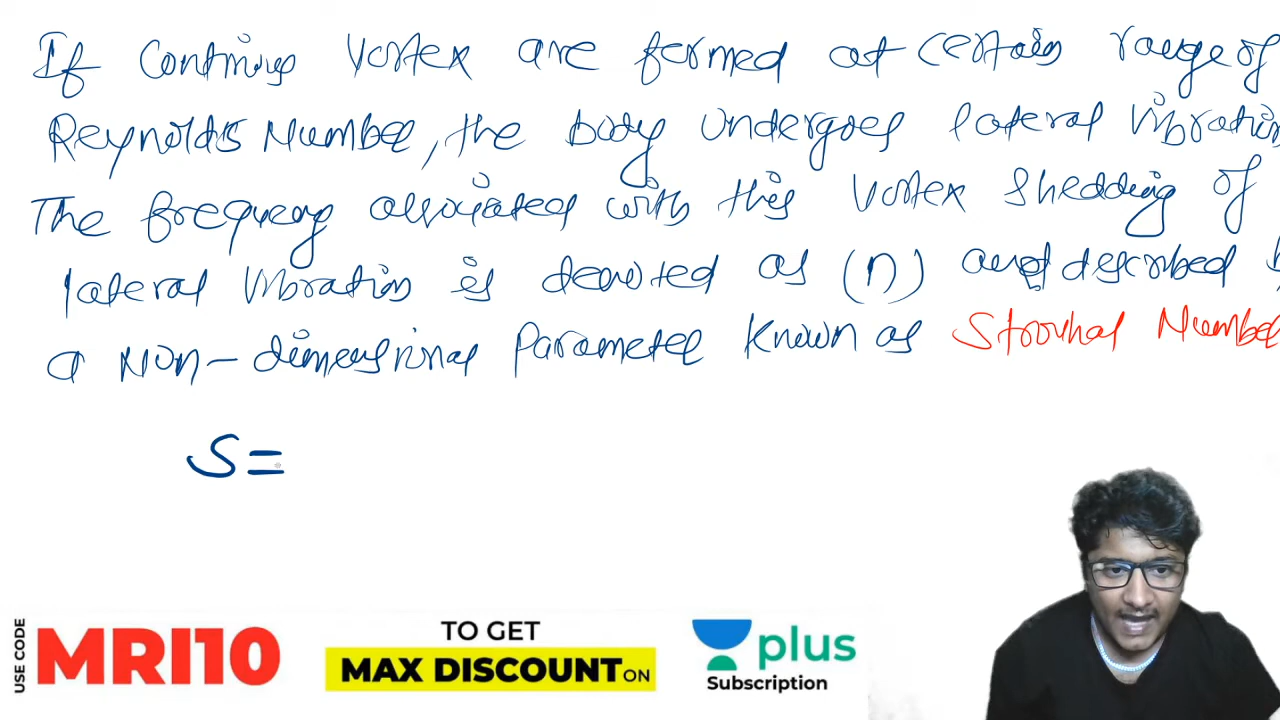 If Continuous Vortex are formed at certain range of
Reynolds Number, the body undergoes lateral vibration
The frequency associated with this Vortex Shedding of
lateral Vibration is denoted as (n) and described b
a Non-dimensional Parameter known as Strouhal Number
S =
USE CODE
MRI10
TO GET
MAX DISCOUNT ON
plus
Subscription